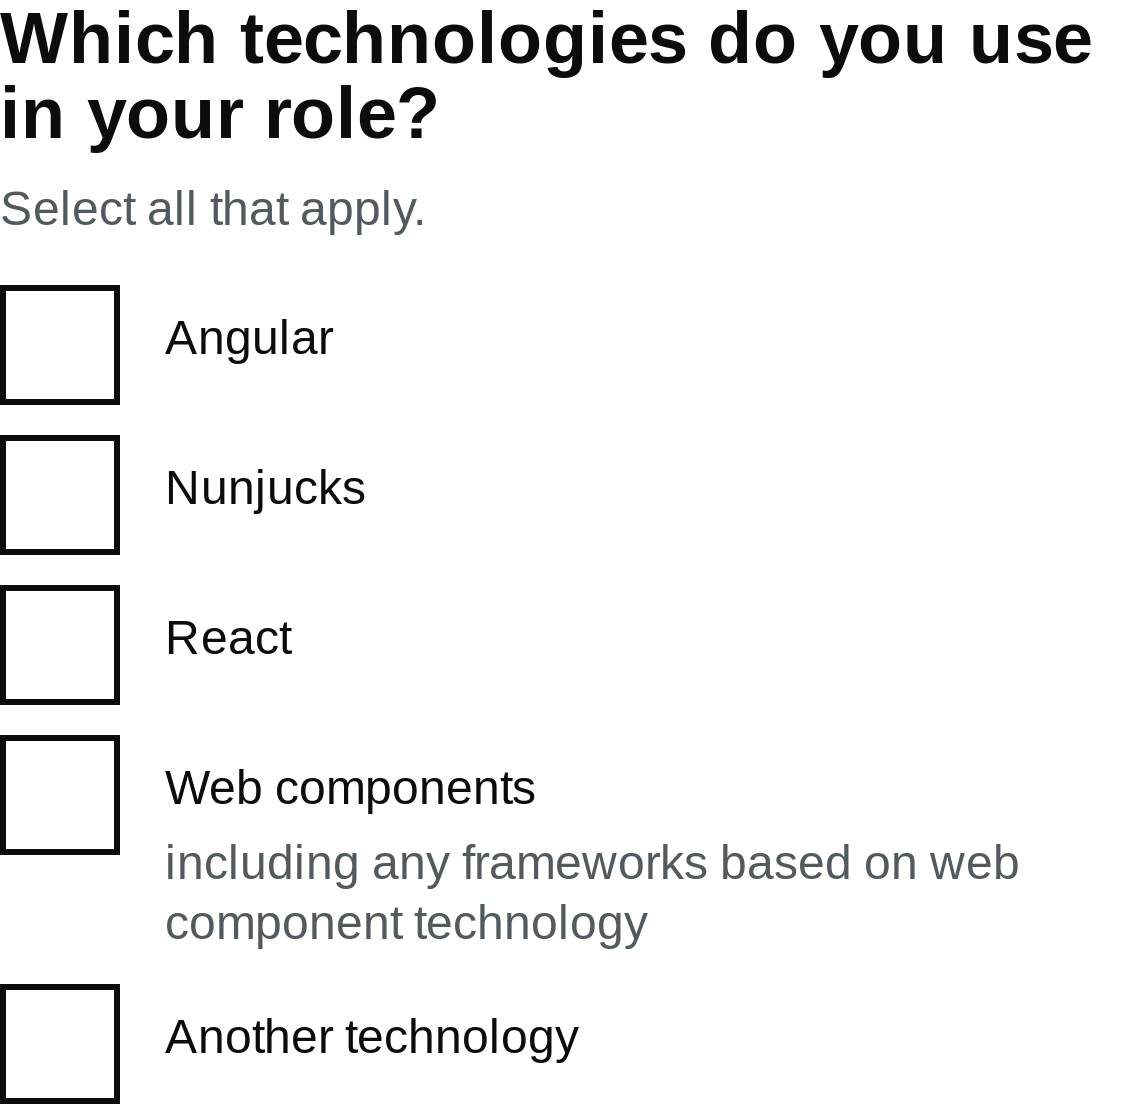 Which technologies do you use
in your role?
Select all that apply.
Angular
Nunjucks
React
Web components
including any frameworks based on web
component technology
Another technology